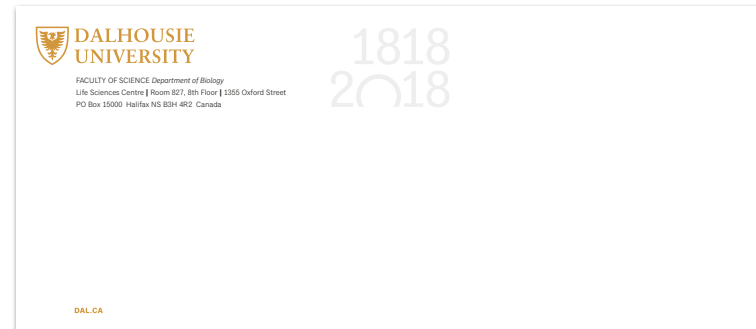 DALHOUSIE
UNIVERSITY
FACULTY OF SCIENCE Department of Biology
Life Sciences Centre | Room 827, 8th Floor | 1355 Oxford Street
PO Box 15000 Halifax NS B3H 4R2 Canada
1818
2018
DAL.CA